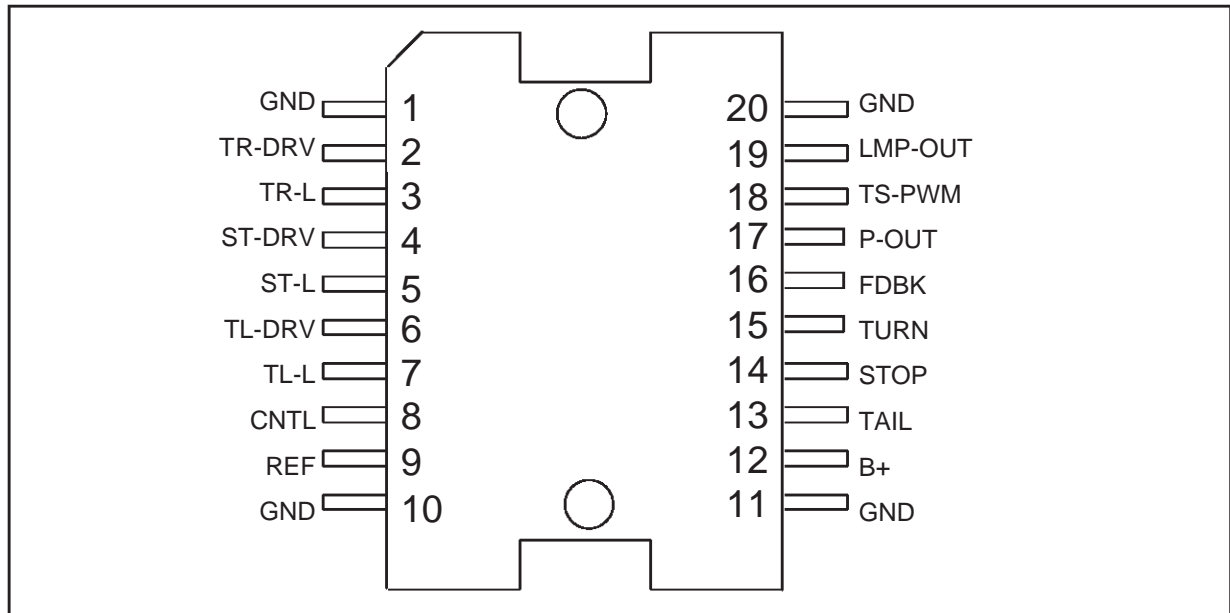 GND 1 20 GND
TR-DRV 2 19 LMP-OUT
TR-L 3 18 TS-PWM
ST-DRV 4 17 P-OUT
ST-L 5 16 FDBK
TL-DRV 6 15 TURN
TL-L 7 14 STOP
CNTL 8 13 TAIL
REF 9 12 B+
GND 10 11 GND